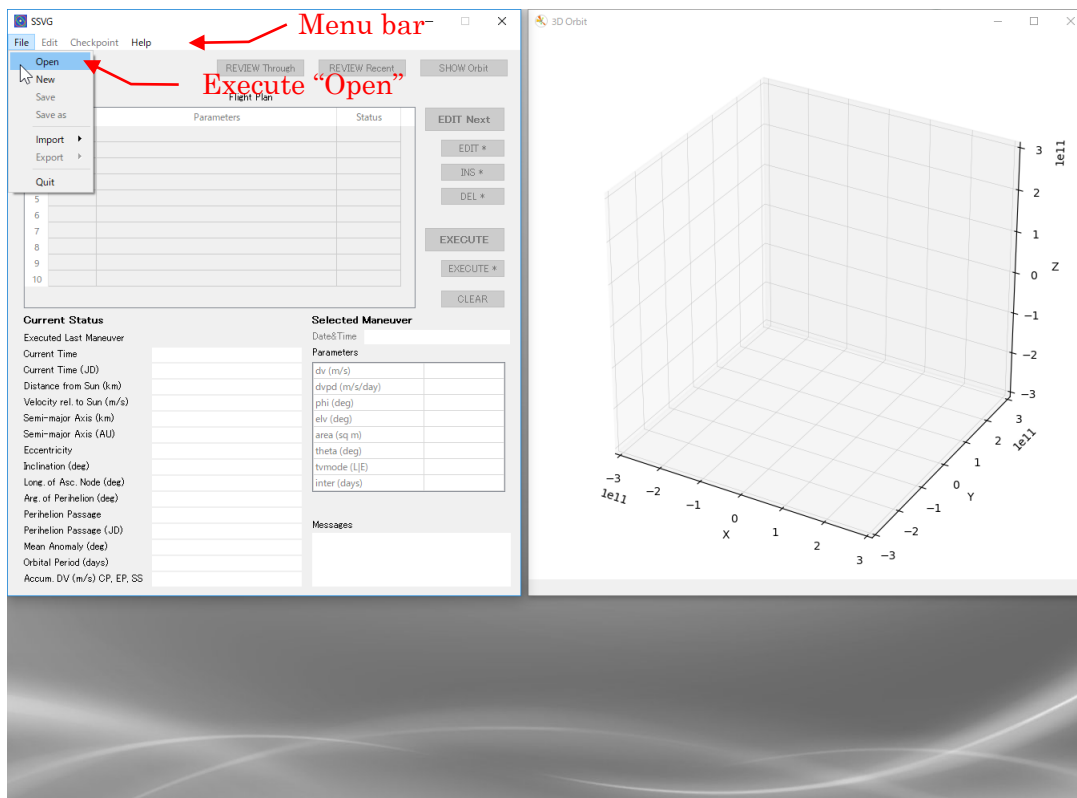 SSVG
Menu bar
File Edit Checkpoint Help
Open
New
Save
Save as
Import
Export
Quit
Execute “Open”
REVIEW Through REVIEW Recent SHOW Orbit
Flight Plan
Parameters Status
5
6
7
8
9
10
EDIT Next
EDIT *
INS *
DEL *
EXECUTE
EXECUTE *
CLEAR
Current Status
Executed Last Maneuver
Current Time
Current Time (JD)
Distance from Sun (km)
Velocity rel. to Sun (m/s)
Semi-major Axis (km)
Semi-major Axis (AU)
Eccentricity
Inclination (deg)
Long. of Asc. Node (deg)
Arg. of Perihelion (deg)
Perihelion Passage
Perihelion Passage (JD)
Mean Anomaly (deg)
Orbital Period (days)
Accum. DV (m/s) CP, EP, SS
Selected Maneuver
Date&Time
Parameters
dv (m/s)
dvpd (m/s/day)
phi (deg)
elv (deg)
area (sq m)
theta (deg)
tvmode (L|E)
inter (days)
Messages
3D Orbit
3
2
1
0
−1
−2
−3
1e11
Z
3
2
1
0
−1
−2
−3
1e11
Y
−3
−2
−1
0
1
2
3
1e11
X